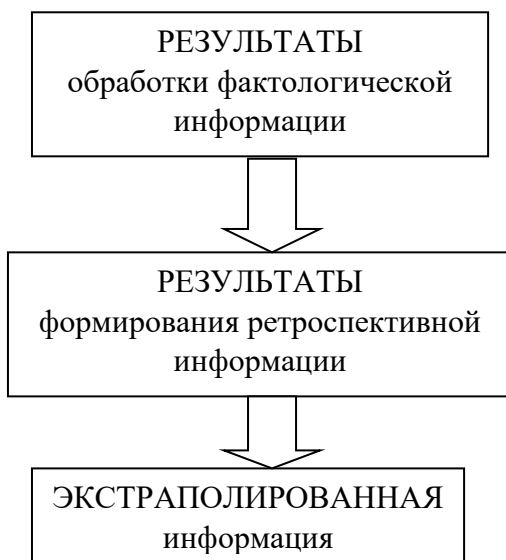 РЕЗУЛЬТАТЫ
обработки фактологической
информации
РЕЗУЛЬТАТЫ
формирования ретроспективной
информации
ЭКСТРАПОЛИРОВАННАЯ
информация